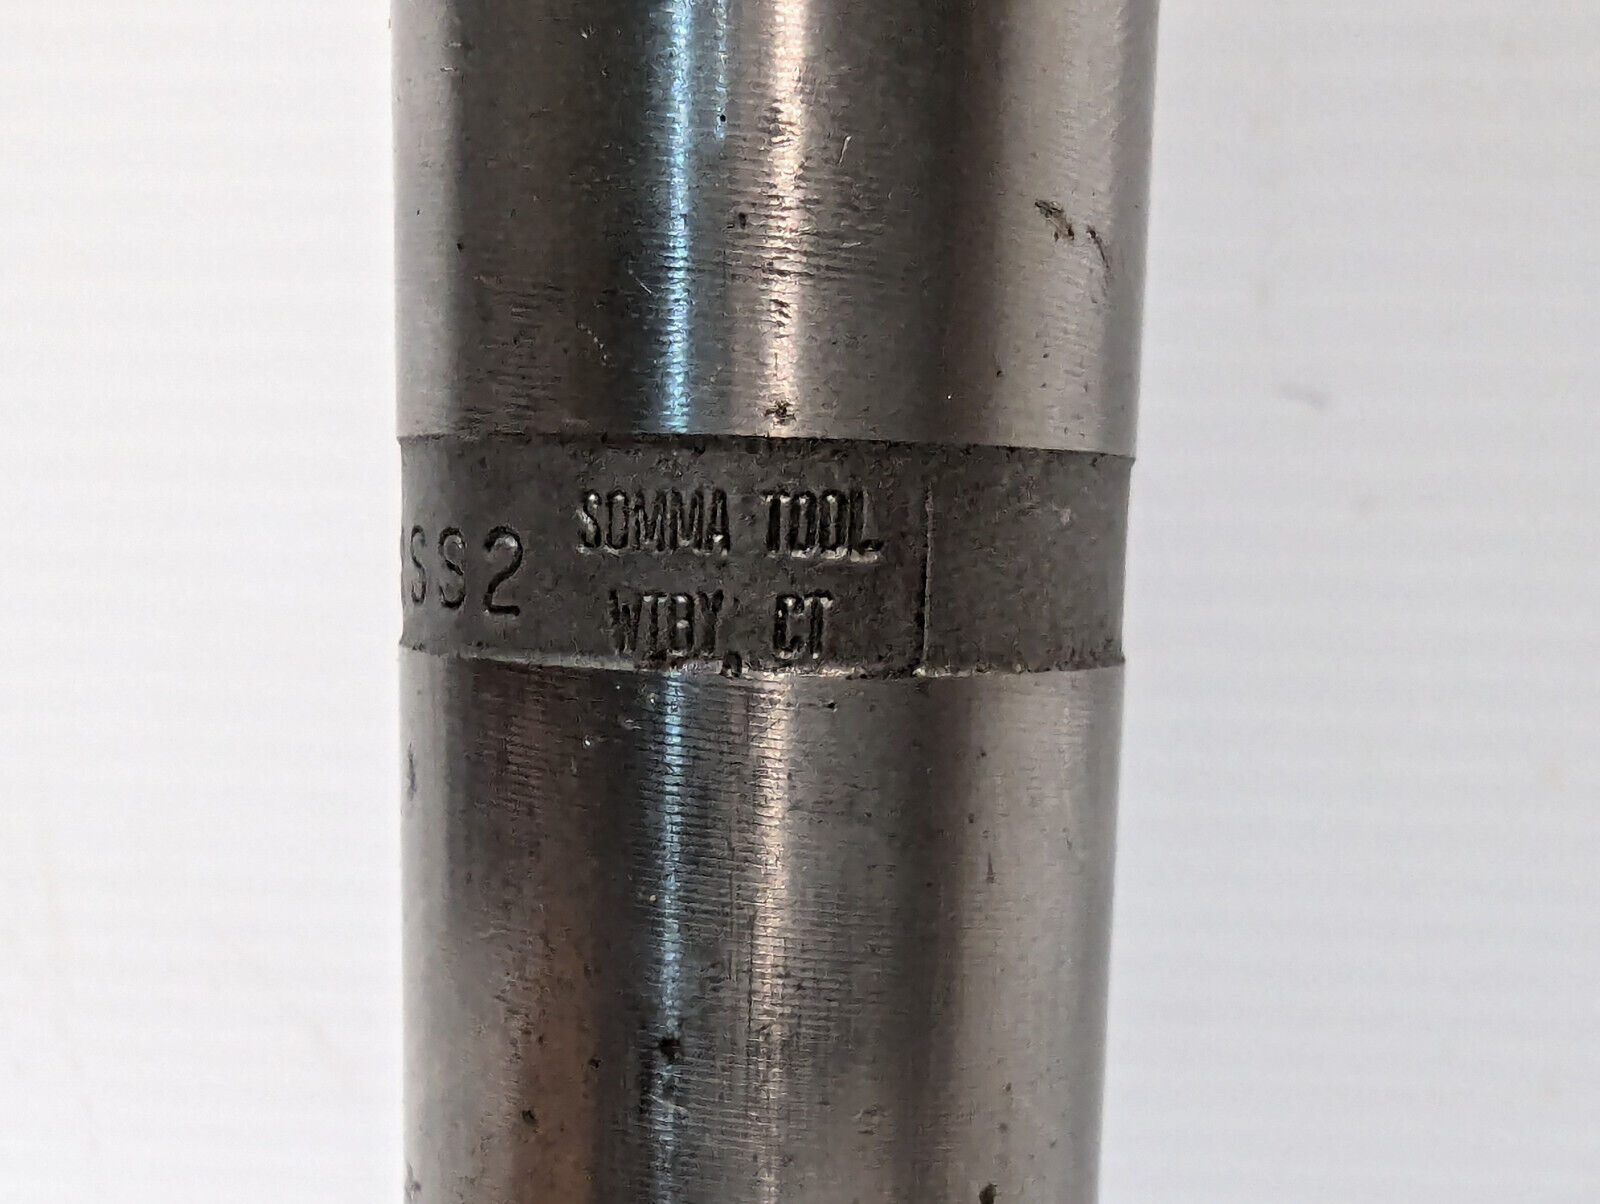 SS2
SOMMA TOOL
WTBY, CT